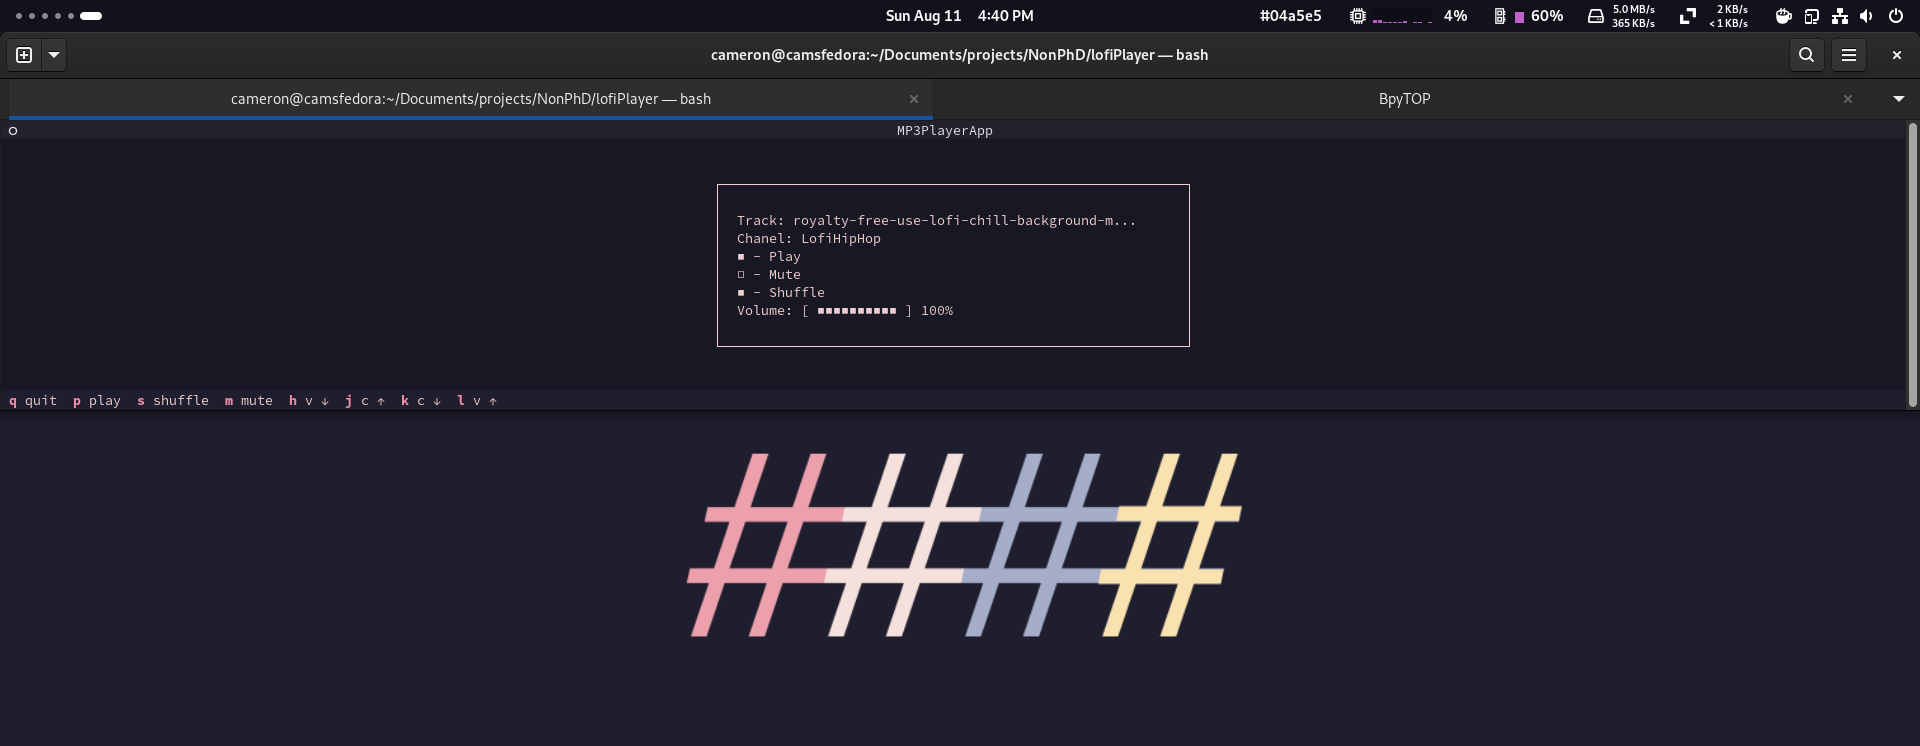 Sun Aug 11 4:40 PM #04a5e5 4% 60% 5.0 MB/s 2 KB/s
365 KB/s < 1 KB/s
cameron@camsfedora:~/Documents/projects/NonPhD/lofiPlayer — bash
cameron@camsfedora:~/Documents/projects/NonPhD/lofiPlayer — bash × BpyTOP ×
MP3PlayerApp
Track: royalty-free-use-lofi-chill-background-m...
Chanel: LofiHipHop
■ - Play
□ - Mute
■ - Shuffle
Volume: [ ■■■■■■■■■■ ] 100%
q quit p play s shuffle m mute h v ↓ j c ↑ k c ↓ l v ↑
####